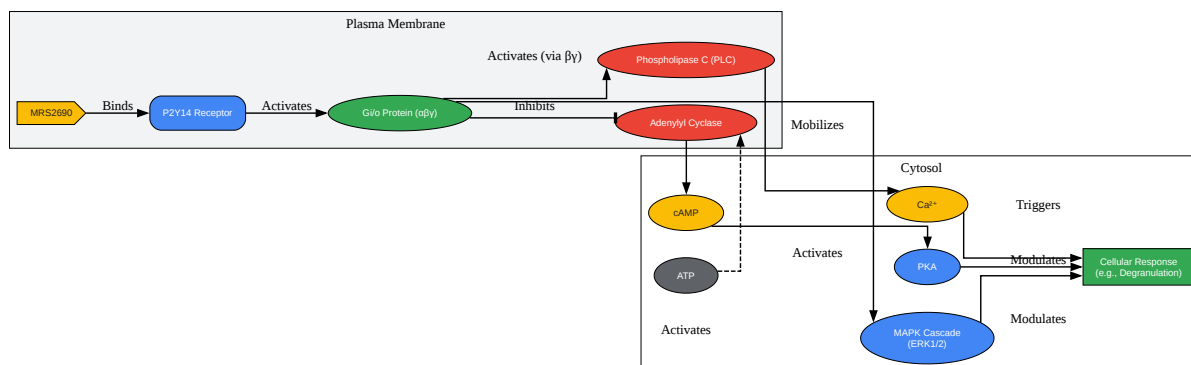 Plasma Membrane
Activates (via βγ)
Phospholipase C (PLC)
MRS2690
Binds
P2Y14 Receptor
Activates
Gi/o Protein (αβγ)
Inhibits
Adenylyl Cyclase
Mobilizes
Cytosol
cAMP
Ca²⁺
Triggers
Activates
PKA
Modulates
Cellular Response
(e.g., Degranulation)
ATP
Activates
MAPK Cascade
(ERK1/2)
Modulates